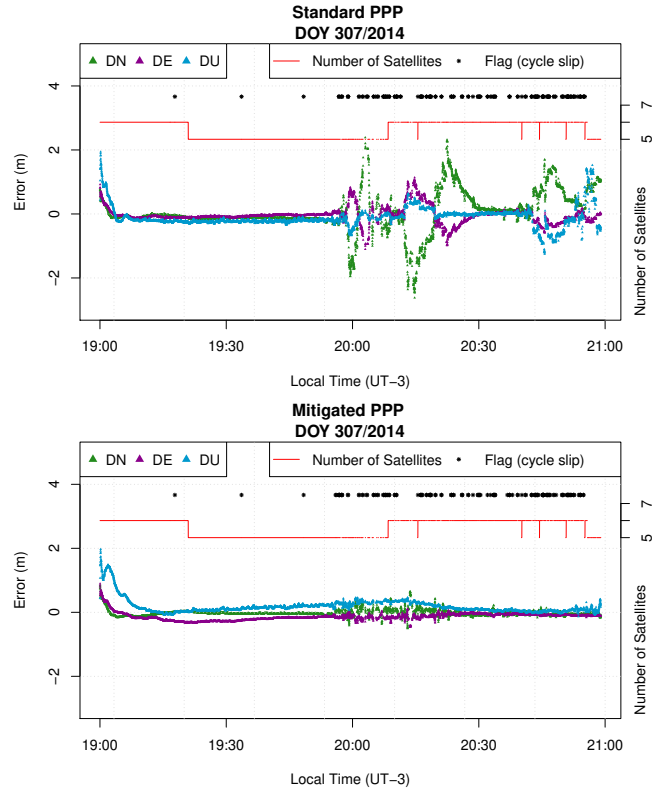 Standard PPP
DOY 307/2014
▲ DN ▲ DE ▲ DU
Number of Satellites • Flag (cycle slip)
4
2
0
−2
Error (m)
7
5
Number of Satellites
19:00 19:30 20:00 20:30 21:00
Local Time (UT−3)
Mitigated PPP
DOY 307/2014
▲ DN ▲ DE ▲ DU
Number of Satellites • Flag (cycle slip)
4
2
0
−2
Error (m)
7
5
Number of Satellites
19:00 19:30 20:00 20:30 21:00
Local Time (UT−3)